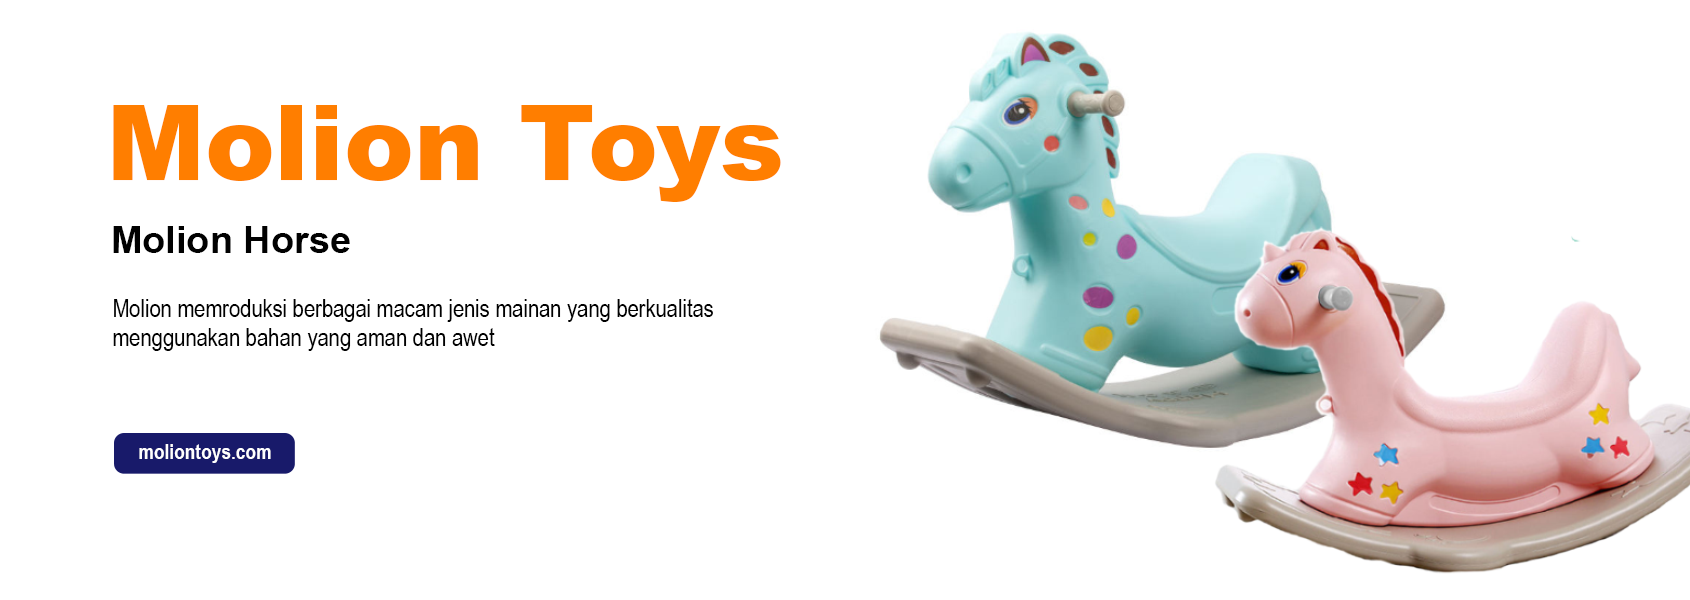 Molion Toys
Molion Horse
Molion memroduksi berbagai macam jenis mainan yang berkualitas
menggunakan bahan yang aman dan awet
moliontoys.com